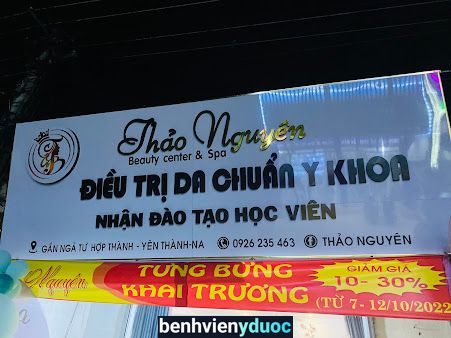 Thảo Nguyên
Beauty center & Spa
ĐIỀU TRỊ DA CHUẨN Y KHOA
NHẬN ĐÀO TẠO HỌC VIÊN
GẦN NGÃ TƯ HỢP THÀNH - YÊN THÀNH-NA 0926 235 463 THẢO NGUYÊN
Nguyên TƯNG BỪNG KHAI TRƯƠNG
GIẢM GIÁ
10- 30%
(TỪ 7- 12/10/2022
benhvienyduoc